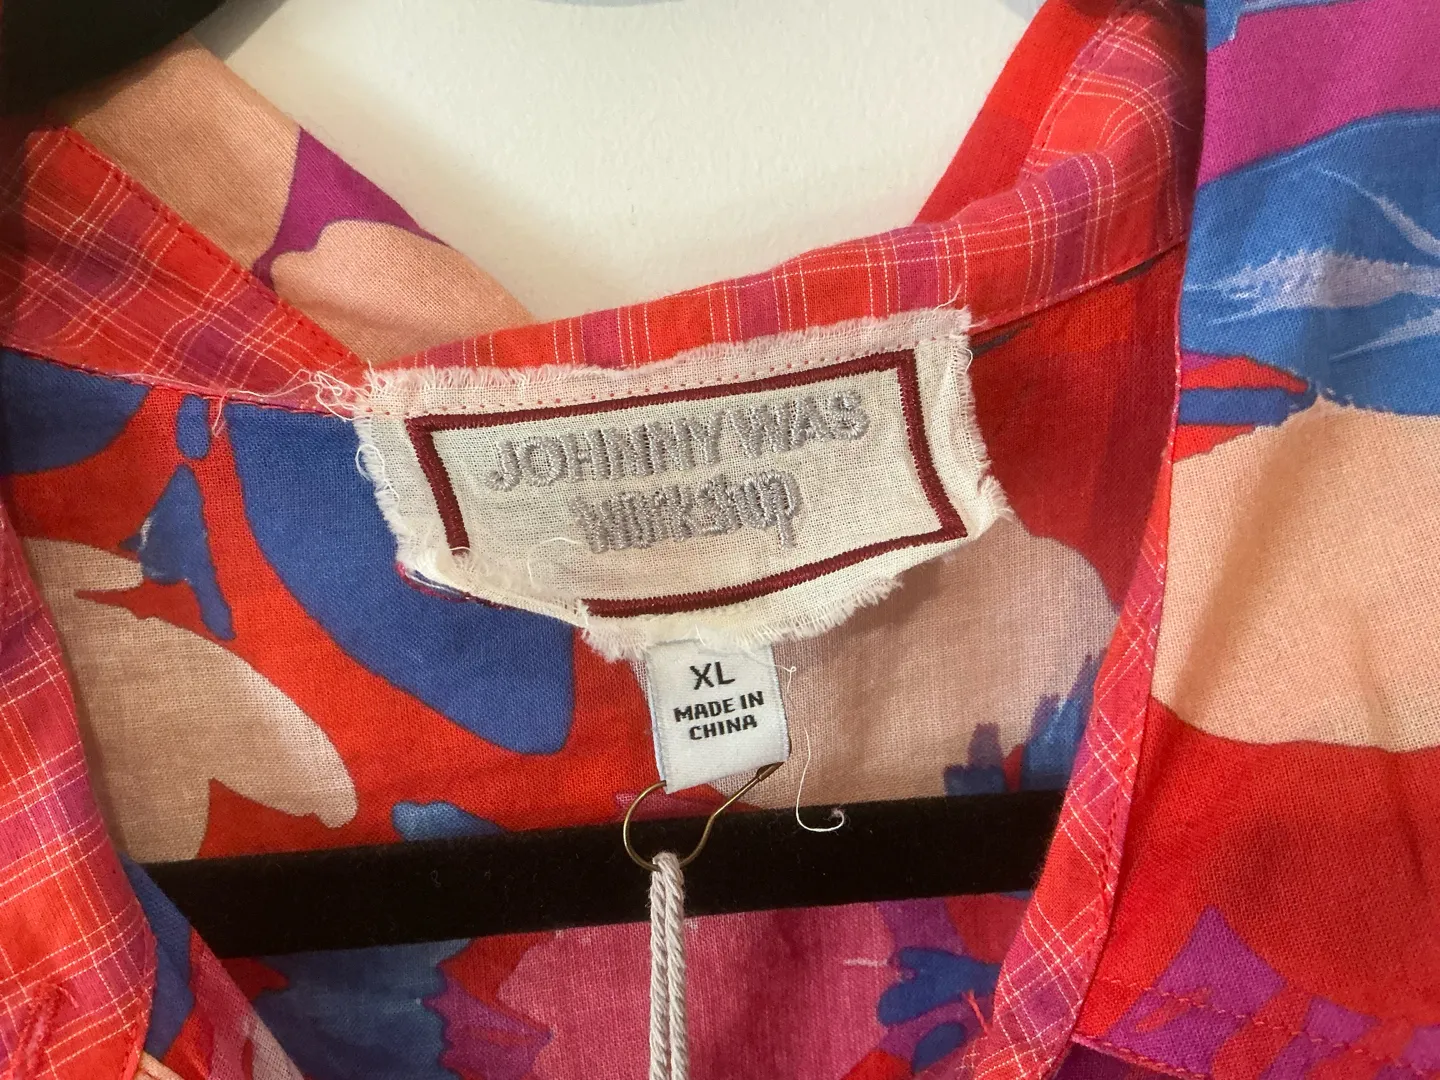 JOHNNY WAS
WORKSHOP
XL
MADE IN
CHINA